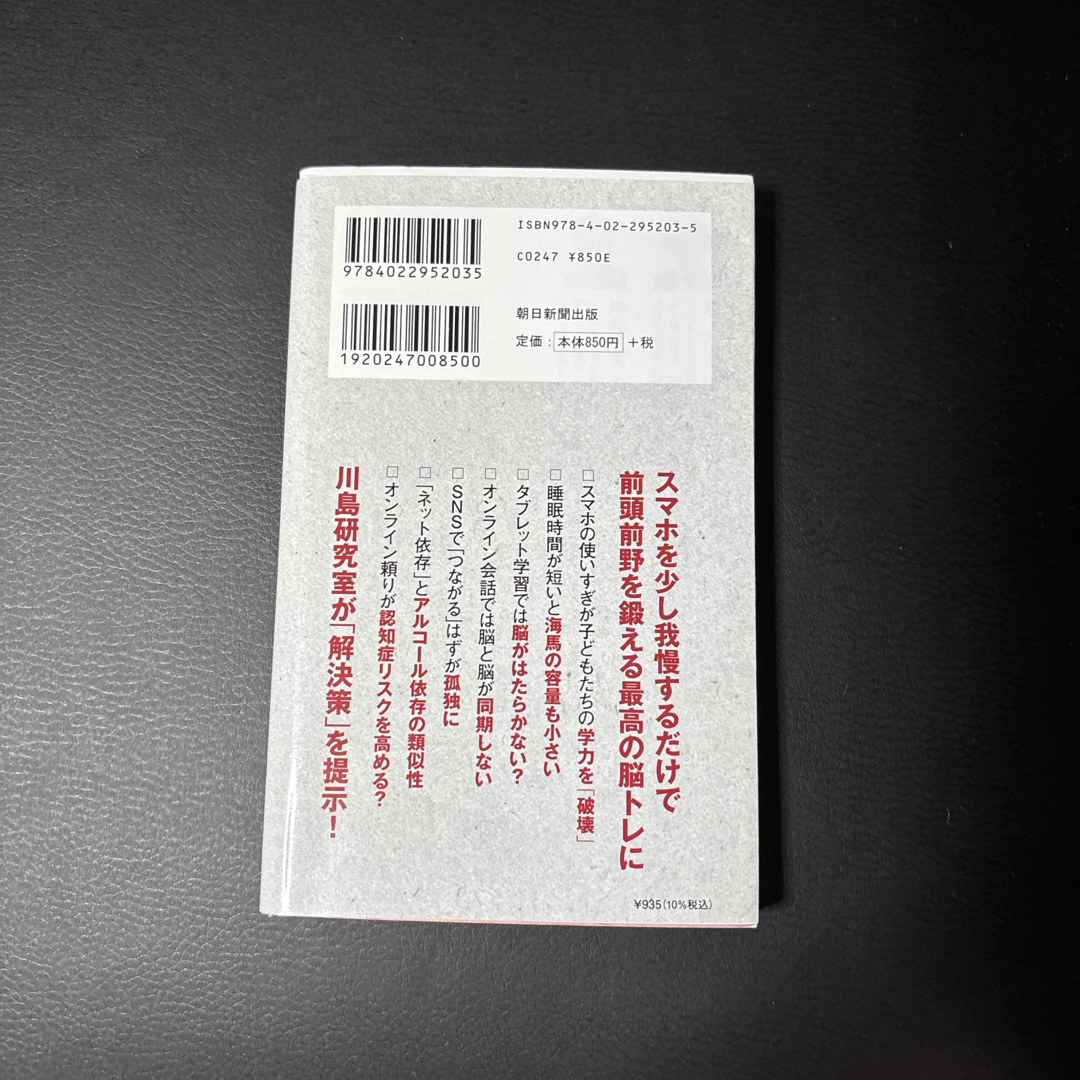 9784022952035
1920247008500
ISBN978-4-02-295203-5
C0247 ¥850E
朝日新聞出版
定価：本体850円＋税
スマホを少し我慢するだけで
前頭前野を鍛える最高の脳トレに
□スマホの使いすぎが子どもたちの学力を「破壊」
□睡眠時間が短いと海馬の容量も小さい
□タブレット学習では脳がはたらかない？
□オンライン会話では脳と脳が同期しない
□SNSで「つながる」はずが孤独に
□「ネット依存」とアルコール依存の類似性
□オンライン頼りが認知症リスクを高める？
川島研究室が「解決策」を提示！
¥935（10%税込）